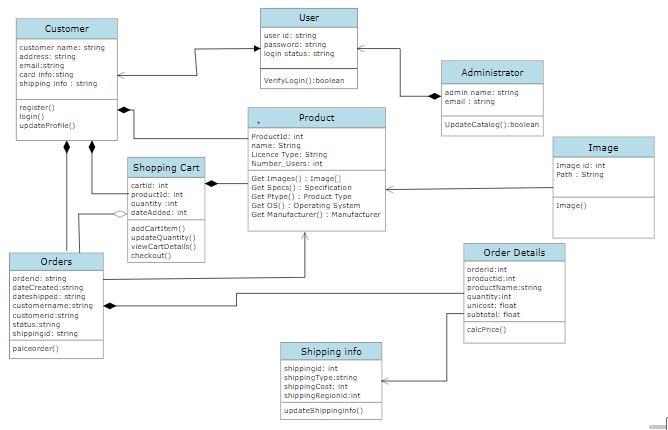 Customer
customer name: string
address: string
email:string
card info:sting
shipping info : string
register()
login()
updateProfile()
User
user id: string
password: string
login status: string
VerifyLogin():boolean
Administrator
admin name: string
email : string
UpdateCatalog():boolean
Product
ProductId: int
name: String
Licence Type: String
Number_Users: int
Get Images() : Image[]
Get Specs() : Specification
Get Ptype() : Product Type
Get OS() : Operating System
Get Manufacturer() : Manufacturer
Image
Image id: int
Path : String
Image()
Shopping Cart
cartid: int
productId: int
quantity :int
dateAdded: int
addCartItem()
updateQuantity()
viewCartDetails()
checkout()
Orders
orderid: string
dateCreated:string
dateshipped: string
customername:string
customerid:string
status:string
shippingid: string
palceorder()
Order Details
orderid:int
productid:int
productName:string
quantity:int
unicost: float
subtotal: float
calcPrice()
Shipping info
shippingid: int
shippingType:string
shippingCost: int
shippingRegionid:int
updateShippinginfo()